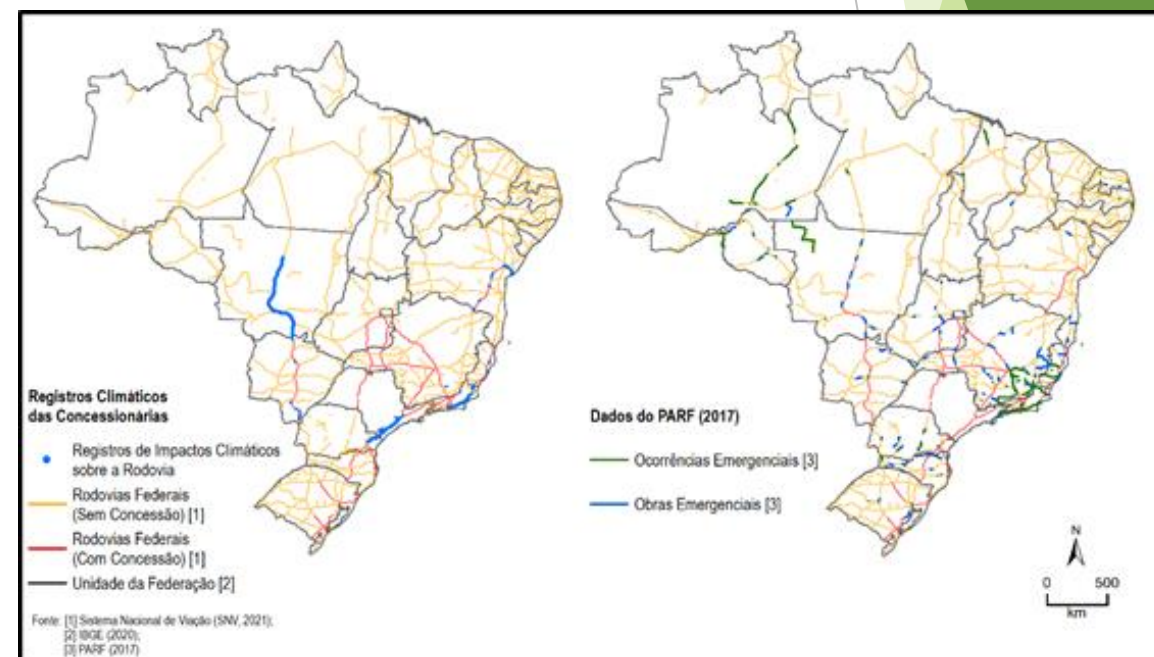 Registros Climáticos
das Concessionárias
Registros de Impactos Climáticos
sobre a Rodovia
Rodovias Federais
(Sem Concessão) [1]
Rodovias Federais
(Com Concessão) [1]
Unidade da Federação [2]
Fonte: [1] Sistema Nacional de Viação (SNV, 2021);
[2] IBGE (2020);
[3] PARF (2017)
Dados do PARF (2017)
Ocorrências Emergenciais [3]
Obras Emergenciais [3]
N
0 500
km